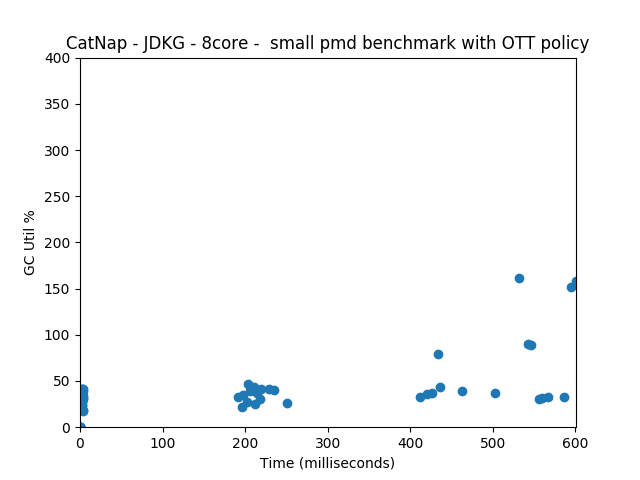 CatNap - JDKG - 8core -  small pmd benchmark with OTT policy
400
350
300
250
200
150
100
50
0
GC Util %
0 100 200 300 400 500 600
Time (milliseconds)